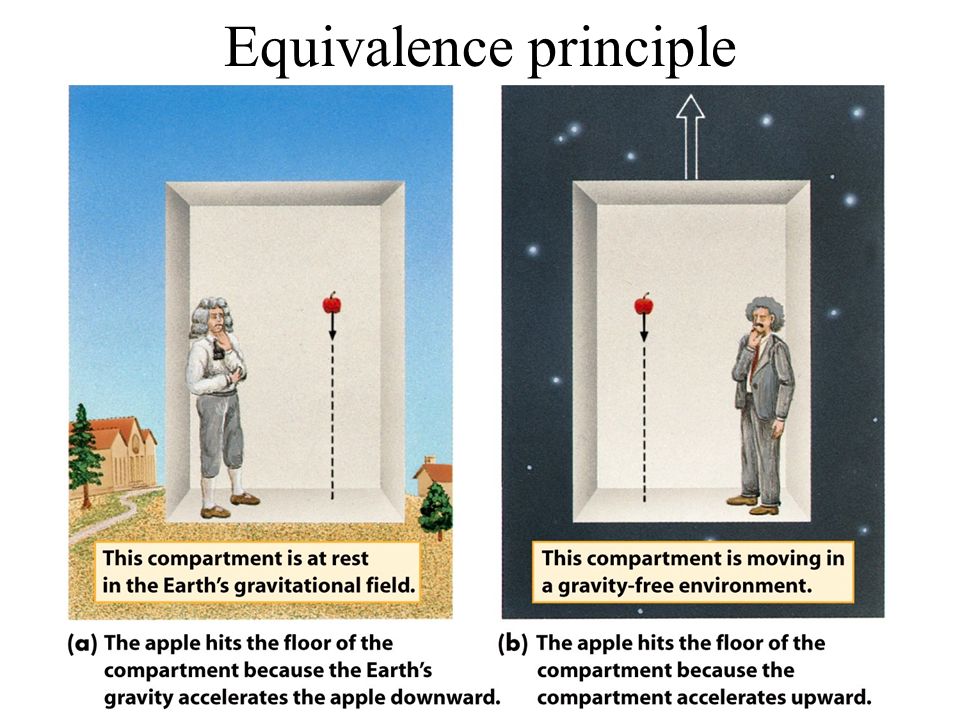 Equivalence principle
This compartment is at rest
in the Earth's gravitational field.
(a) The apple hits the floor of the
compartment because the Earth's
gravity accelerates the apple downward.
This compartment is moving in
a gravity-free environment.
(b) The apple hits the floor of the
compartment because the
compartment accelerates upward.